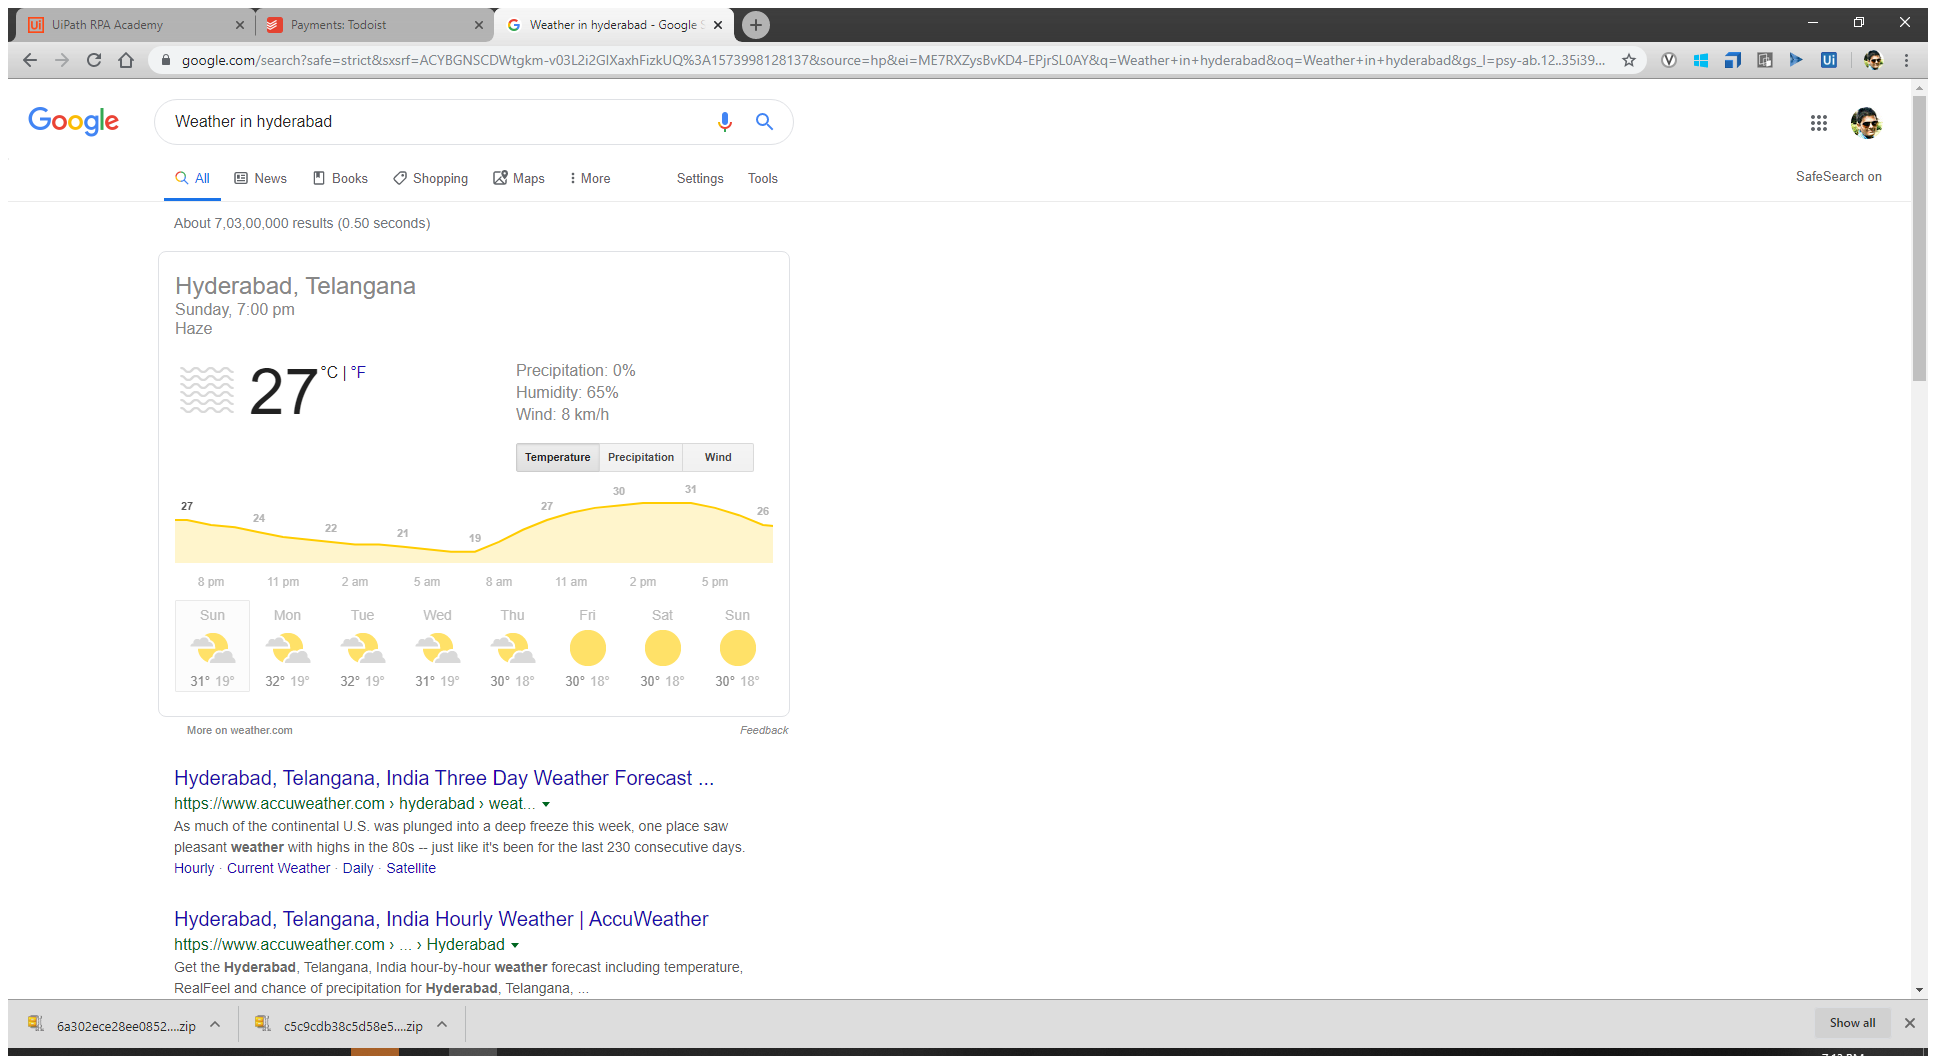 UiPath RPA Academy
Payments: Todoist
Weather in hyderabad - Google S
google.com/search?safe=strict&sxsrf=ACYBGNSCDWtgkm-v03L2i2GIXaxhFizkUQ%3A1573998128137&source=hp&ei=ME7RXZysBvKD4-EPjrSL0AY&q=Weather+in+hyderabad&oq=Weather+in+hyderabad&gs_l=psy-ab.12..35i39...
Google
Weather in hyderabad
All News Books Shopping Maps More Settings Tools
SafeSearch on
About 7,03,00,000 results (0.50 seconds)
Hyderabad, Telangana
Sunday, 7:00 pm
Haze
27 °C | °F
Precipitation: 0%
Humidity: 65%
Wind: 8 km/h
Temperature Precipitation Wind
27 24 22 21 19 27 30 31 26
8 pm 11 pm 2 am 5 am 8 am 11 am 2 pm 5 pm
Sun Mon Tue Wed Thu Fri Sat Sun
31° 19° 32° 19° 32° 19° 31° 19° 30° 18° 30° 18° 30° 18° 30° 18°
More on weather.com
Feedback
Hyderabad, Telangana, India Three Day Weather Forecast ...
https://www.accuweather.com › hyderabad › weat...
As much of the continental U.S. was plunged into a deep freeze this week, one place saw
pleasant weather with highs in the 80s -- just like it's been for the last 230 consecutive days.
Hourly · Current Weather · Daily · Satellite
Hyderabad, Telangana, India Hourly Weather | AccuWeather
https://www.accuweather.com › ... › Hyderabad
Get the Hyderabad, Telangana, India hour-by-hour weather forecast including temperature,
RealFeel and chance of precipitation for Hyderabad, Telangana, ...
6a302ece28ee0852....zip
c5c9cdb38c5d58e5....zip
Show all